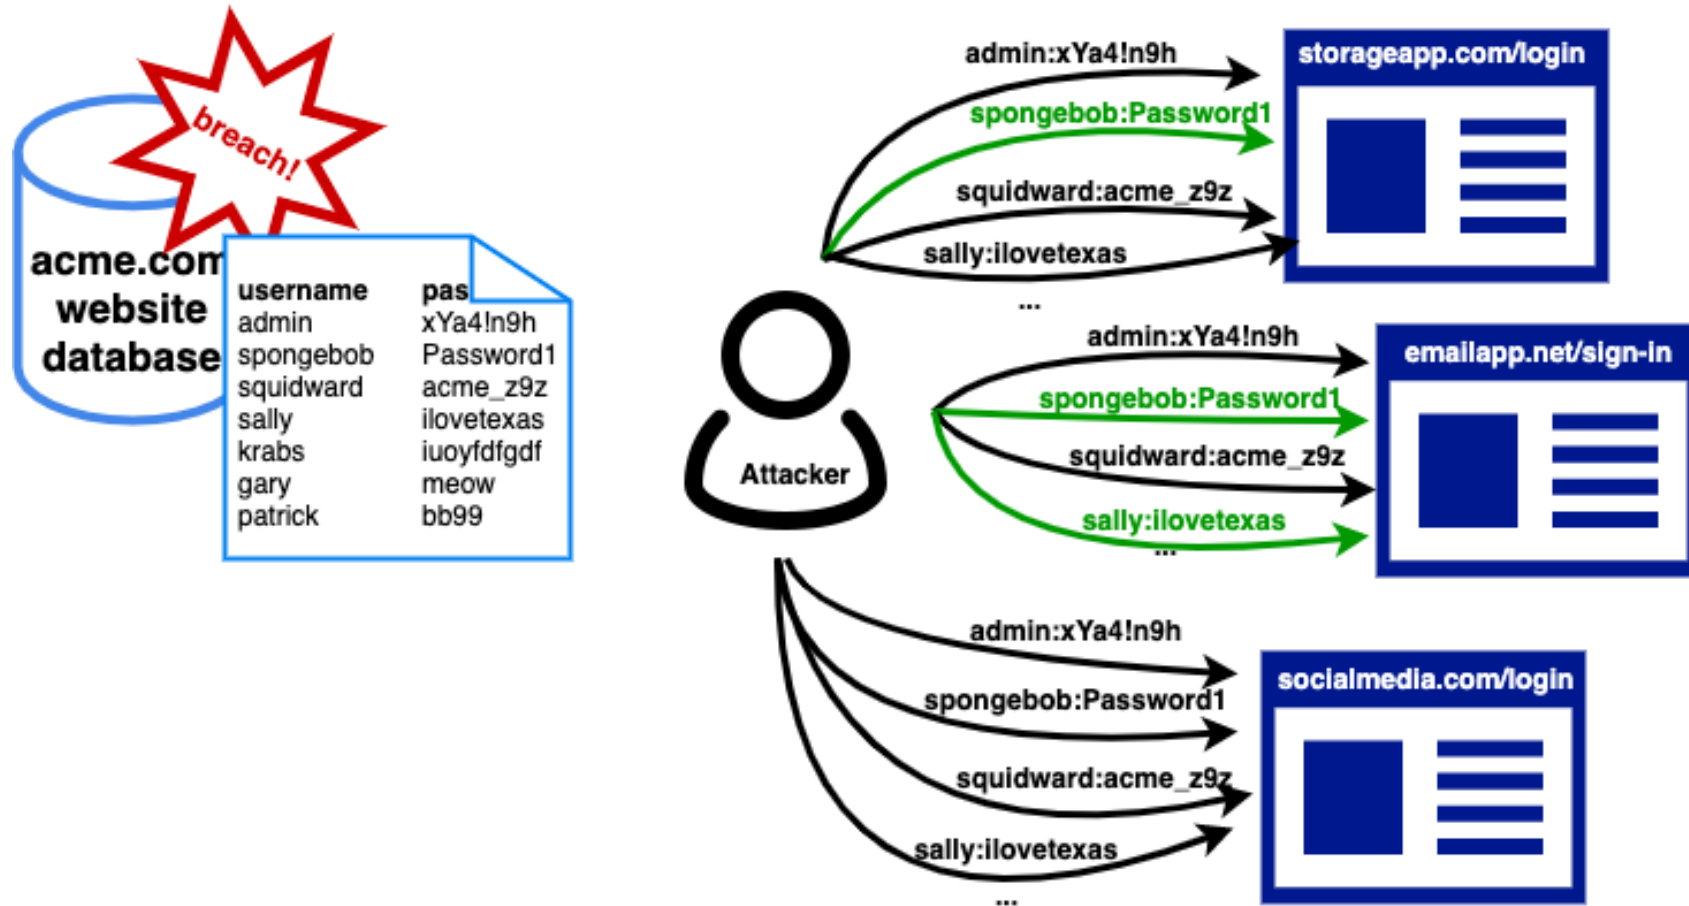 breach!
acme.com
website
database
username pas
admin xYa4!n9h
spongebob Password1
squidward acme_z9z
sally ilovetexas
krabs iuoyfdfgdf
gary meow
patrick bb99
Attacker
admin:xYa4!n9h
spongebob:Password1
squidward:acme_z9z
sally:ilovetexas
...
storageapp.com/login
admin:xYa4!n9h
spongebob:Password1
squidward:acme_z9z
sally:ilovetexas
...
emailapp.net/sign-in
admin:xYa4!n9h
spongebob:Password1
squidward:acme_z9z
sally:ilovetexas
...
socialmedia.com/login